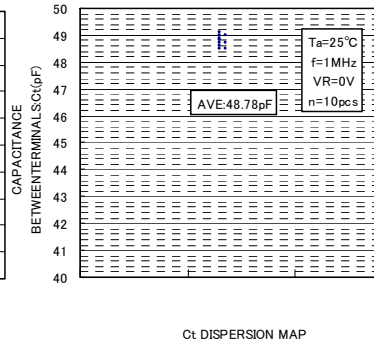 50
49
48
47
46
45
44
43
42
41
40
CAPACITANCE
BETWEENTERMINALS:Ct(pF)
Ta=25°C
f=1MHz
VR=0V
n=10pcs
AVE:48.78pF
Ct DISPERSION MAP